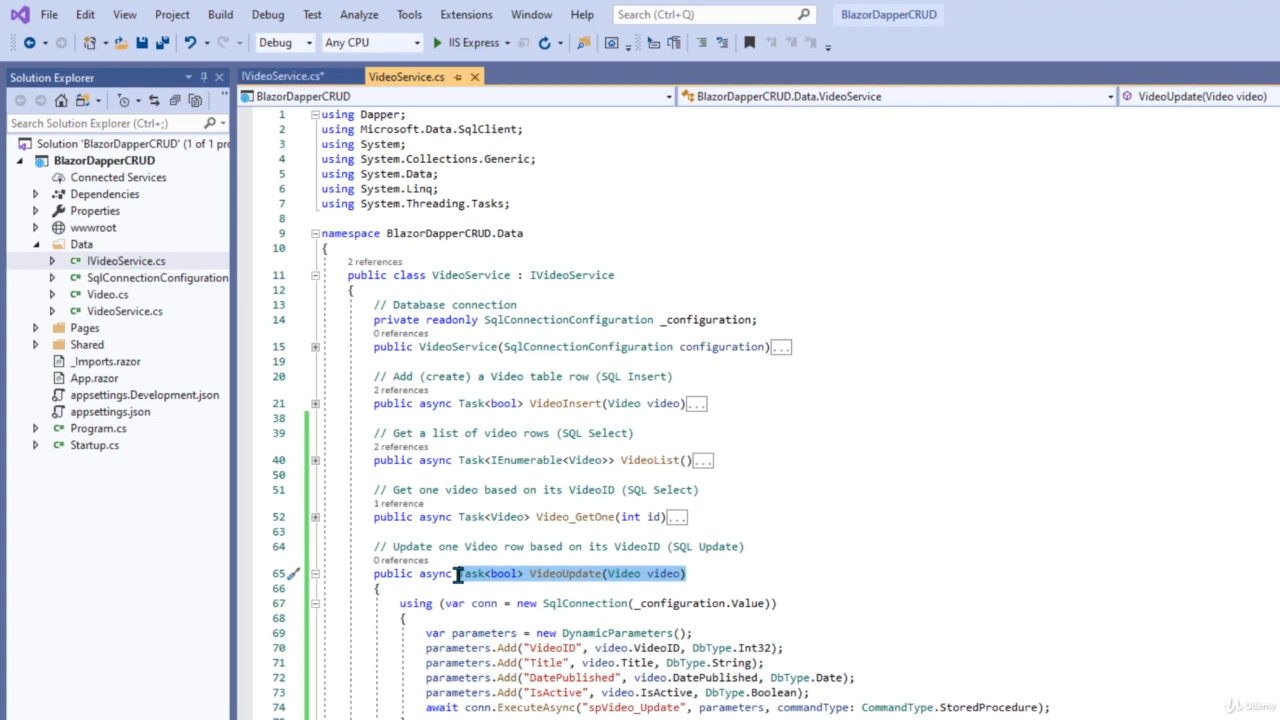 File Edit View Project Build Debug Test Analyze Tools Extensions Window Help Search (Ctrl+Q) BlazorDapperCRUD
Debug Any CPU IIS Express
Solution Explorer
Search Solution Explorer (Ctrl+;)
Solution 'BlazorDapperCRUD' (1 of 1 pro
BlazorDapperCRUD
Connected Services
Dependencies
Properties
wwwroot
Data
IVideoService.cs
SqlConnectionConfiguration
Video.cs
VideoService.cs
Pages
Shared
_Imports.razor
App.razor
appsettings.Development.json
appsettings.json
Program.cs
Startup.cs
IVideoService.cs* VideoService.cs
BlazorDapperCRUD BlazorDapperCRUD.Data.VideoService VideoUpdate(Video video)
1 using Dapper;
2 using Microsoft.Data.SqlClient;
3 using System;
4 using System.Collections.Generic;
5 using System.Data;
6 using System.Linq;
7 using System.Threading.Tasks;
8
9 namespace BlazorDapperCRUD.Data
10 {
2 references
11 public class VideoService : IVideoService
12 {
13 // Database connection
14 private readonly SqlConnectionConfiguration _configuration;
0 references
15 public VideoService(SqlConnectionConfiguration configuration)...
19
20 // Add (create) a Video table row (SQL Insert)
2 references
21 public async Task<bool> VideoInsert(Video video)...
38
39 // Get a list of video rows (SQL Select)
2 references
40 public async Task<IEnumerable<Video>> VideoList()...
50
51 // Get one video based on its VideoID (SQL Select)
1 reference
52 public async Task<Video> Video_GetOne(int id)...
63
64 // Update one Video row based on its VideoID (SQL Update)
0 references
65 public async Task<bool> VideoUpdate(Video video)
66 {
67 using (var conn = new SqlConnection(_configuration.Value))
68 {
69 var parameters = new DynamicParameters();
70 parameters.Add("VideoID", video.VideoID, DbType.Int32);
71 parameters.Add("Title", video.Title, DbType.String);
72 parameters.Add("DatePublished", video.DatePublished, DbType.Date);
73 parameters.Add("IsActive", video.IsActive, DbType.Boolean);
74 await conn.ExecuteAsync("spVideo_Update", parameters, commandType: CommandType.StoredProcedure);
Udemy